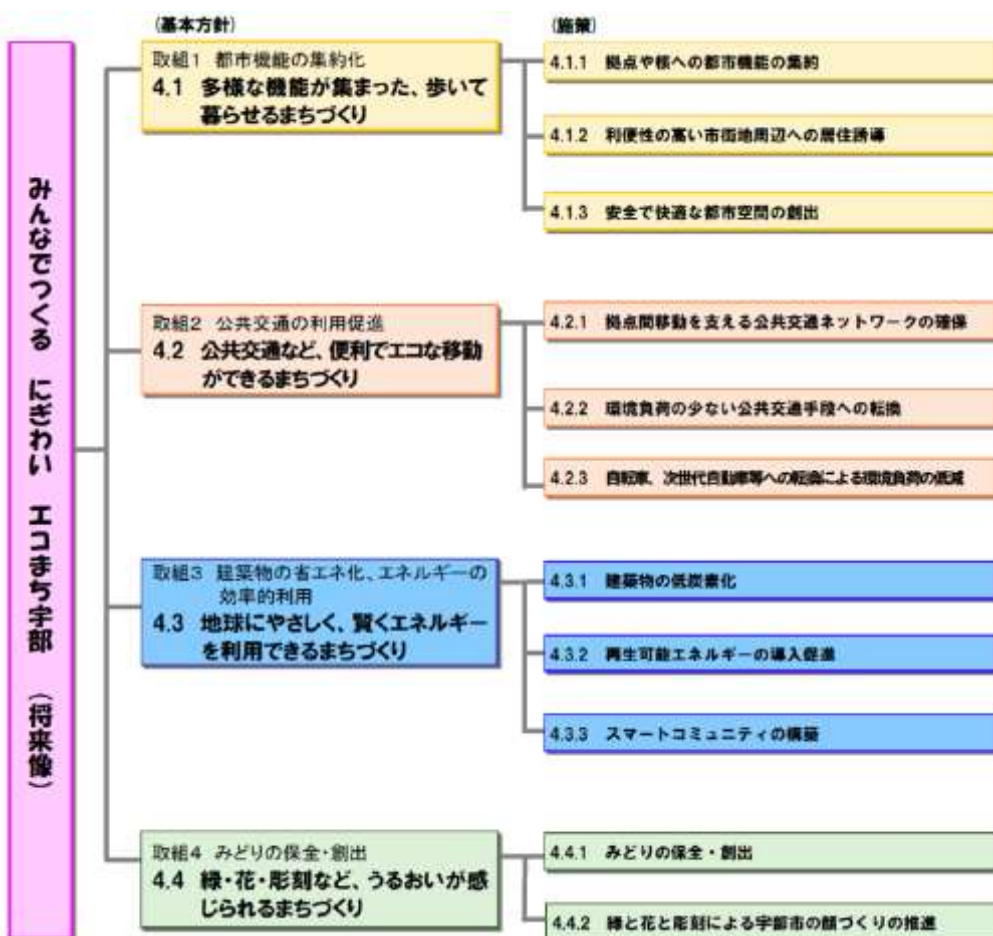 (基本方針)
(施策)
みんなでつくる にぎわい エコまち宇部 (将来像)
取組1 都市機能の集約化
4.1 多様な機能が集まった、歩いて
暮らせるまちづくり
4.1.1 拠点や核への都市機能の集約
4.1.2 利便性の高い市街地周辺への居住誘導
4.1.3 安全で快適な都市空間の創出
取組2 公共交通の利用促進
4.2 公共交通など、便利でエコな移動
ができるまちづくり
4.2.1 拠点間移動を支える公共交通ネットワークの確保
4.2.2 環境負荷の少ない公共交通手段への転換
4.2.3 自転車、次世代自動車等への転換による環境負荷の低減
取組3 建築物の省エネ化、エネルギーの
効率的利用
4.3 地球にやさしく、賢くエネルギー
を利用できるまちづくり
4.3.1 建築物の低炭素化
4.3.2 再生可能エネルギーの導入促進
4.3.3 スマートコミュニティの構築
取組4 みどりの保全・創出
4.4 緑・花・彫刻など、うるおいが感
じられるまちづくり
4.4.1 みどりの保全・創出
4.4.2 緑と花と彫刻による宇部市の顔づくりの推進